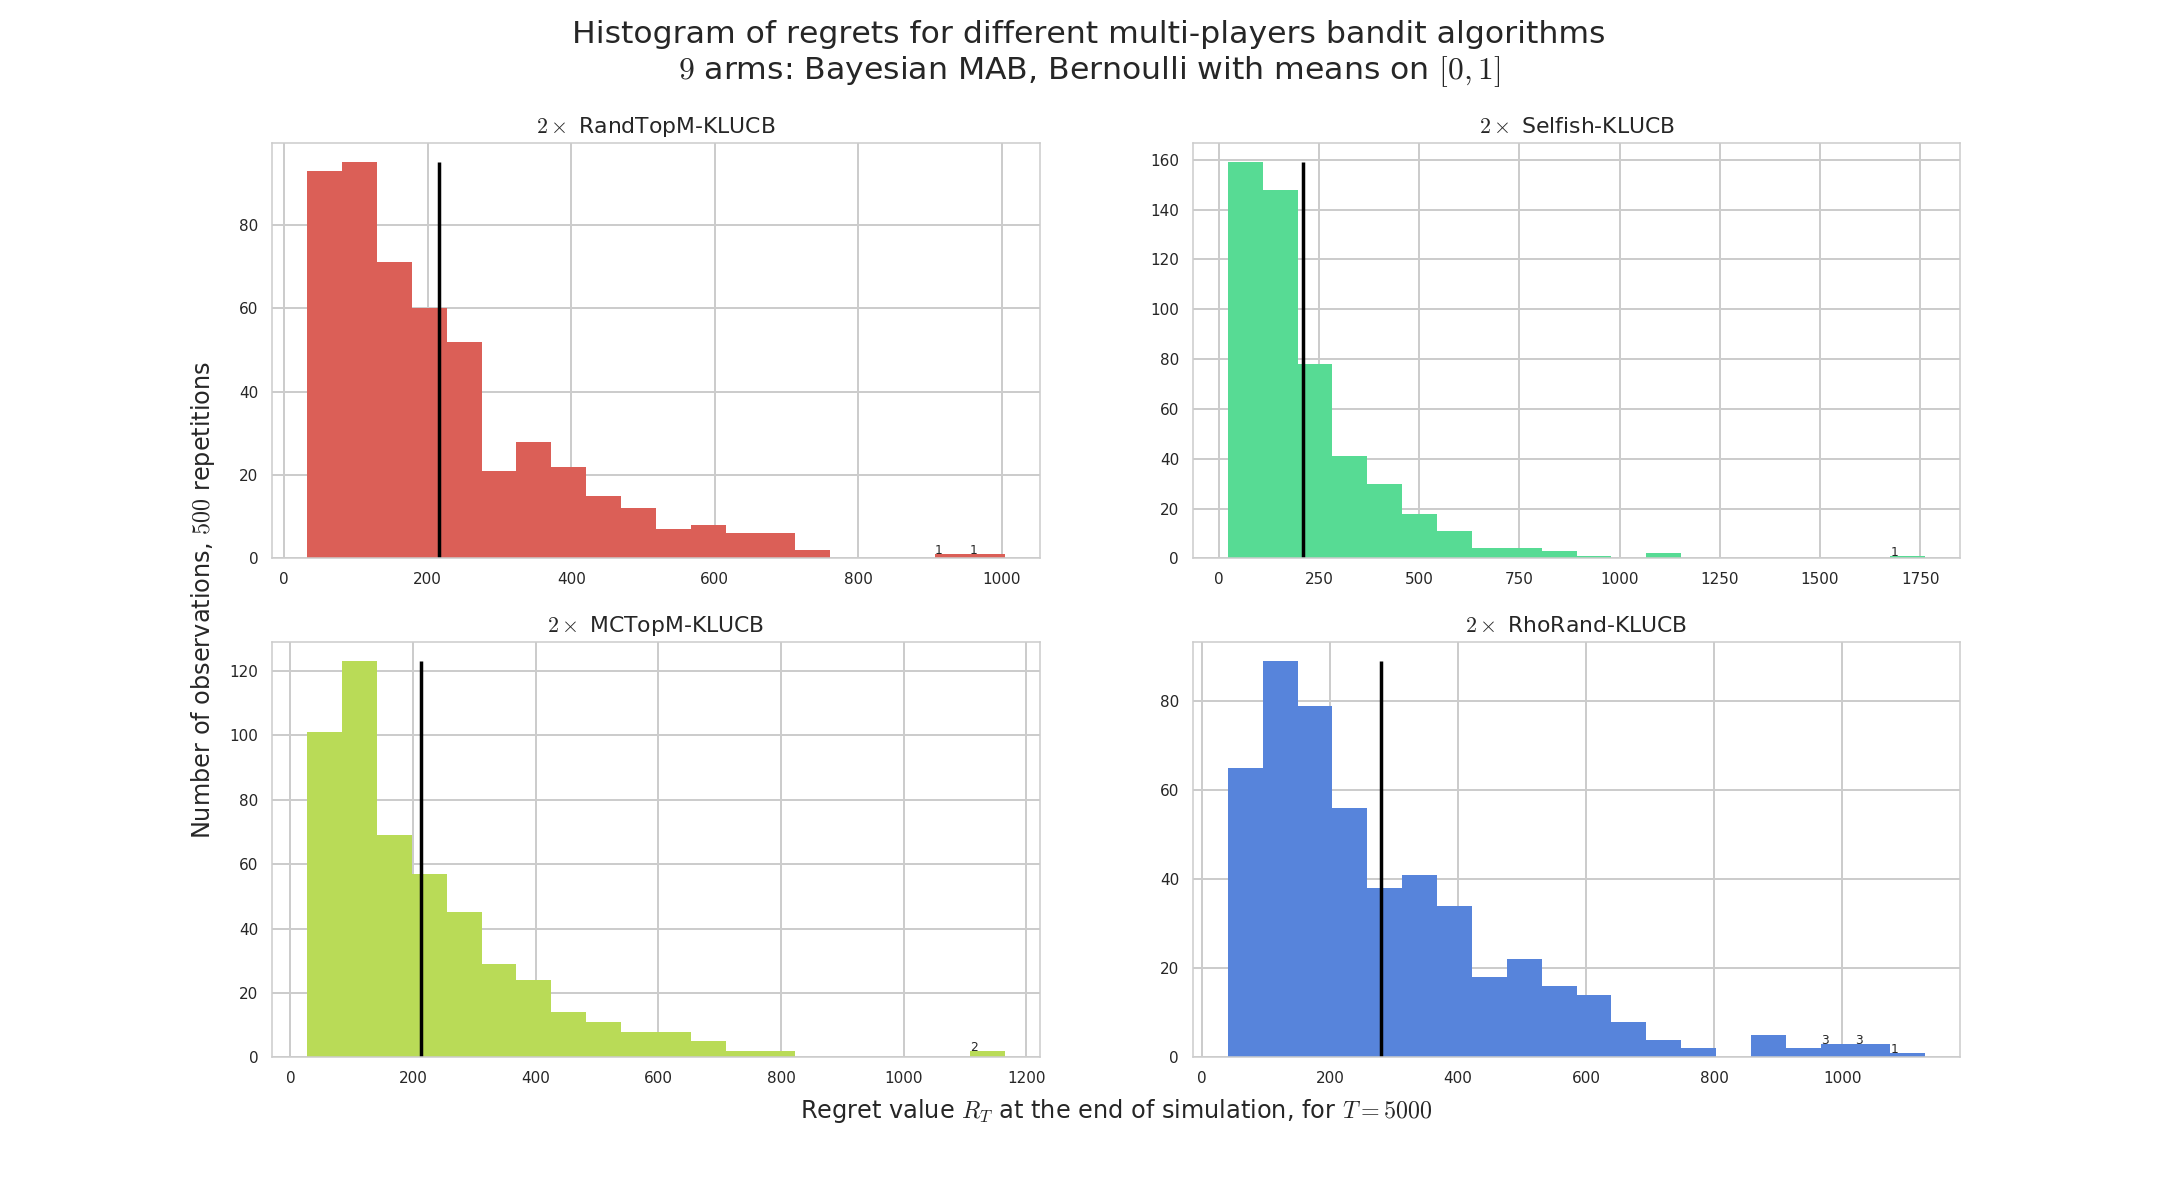 Histogram of regrets for different multi-players bandit algorithms
9 arms: Bayesian MAB, Bernoulli with means on [0, 1]
2× RandTopM-KLUCB
80
60
40
20
0
1 1
0 200 400 600 800 1000
2× Selfish-KLUCB
160
140
120
100
80
60
40
20
0
1
0 250 500 750 1000 1250 1500 1750
Number of observations, 500 repetitions
2× MCTopM-KLUCB
120
100
80
60
40
20
0
2
0 200 400 600 800 1000 1200
2× RhoRand-KLUCB
80
60
40
20
0
3 3 1
0 200 400 600 800 1000
Regret value R_T at the end of simulation, for T = 5000